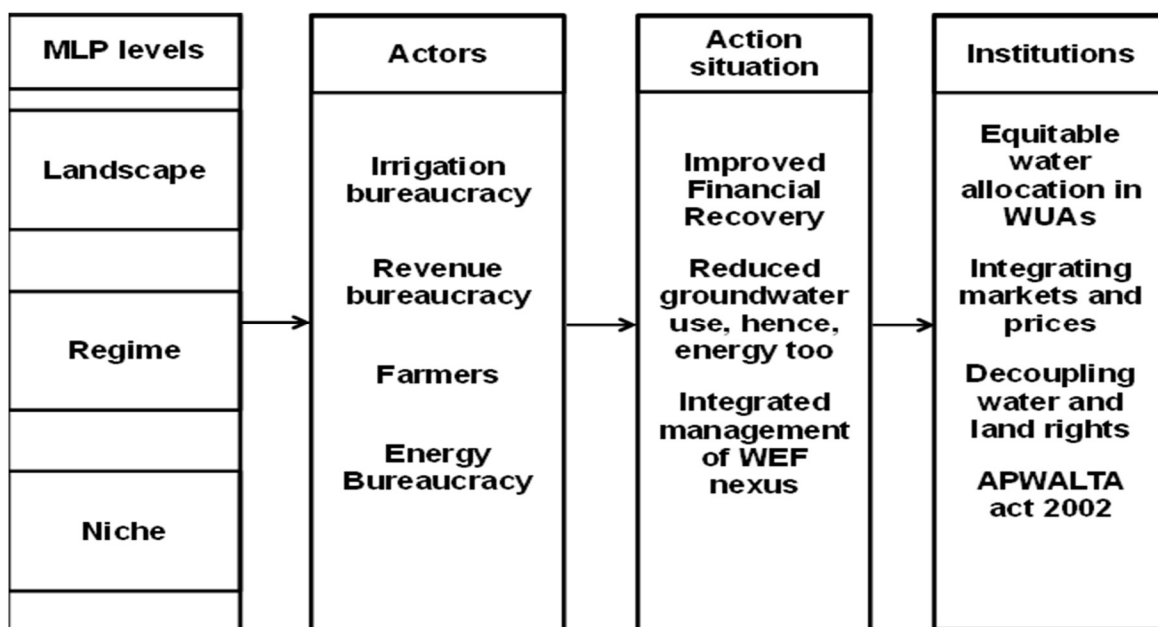 MLP levels
Landscape
Regime
Niche
Actors
Irrigation
bureaucracy
Revenue
bureaucracy
Farmers
Energy
Bureaucracy
Action
situation
Improved
Financial
Recovery
Reduced
groundwater
use, hence,
energy too
Integrated
management
of WEF
nexus
Institutions
Equitable
water
allocation in
WUAs
Integrating
markets and
prices
Decoupling
water and
land rights
APWALTA
act 2002